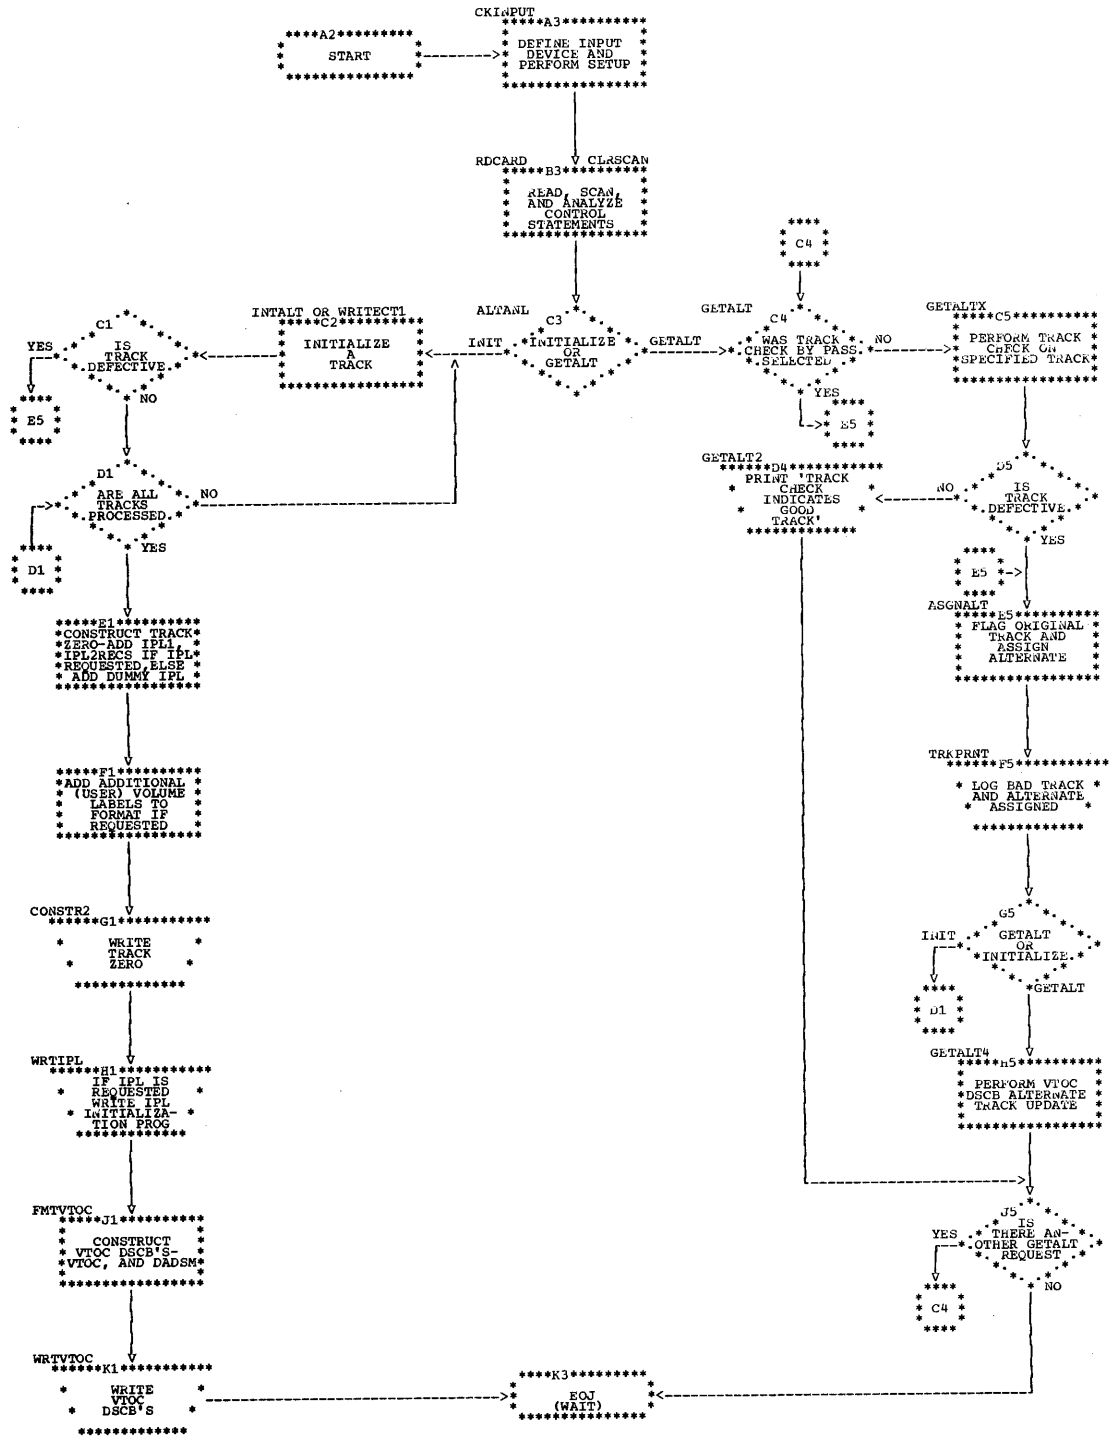 CKINPUT
A3
A2
START
DEFINE INPUT
DEVICE AND
PERFORM SETUP
RDCARD
CLRSCAN
B3
READ, SCAN,
AND ANALYZE
CONTROL
STATEMENTS
C4
INTALT OR WRITECT1
C2
INITIALIZE
A
TRACK
ALTANL
C3
INITIALIZE
OR
GETALT
INIT
GETALT
GETALT
C4
WAS TRACK
CHECK BY PASS
SELECTED
NO
YES
E5
GETALTX
C5
PERFORM TRACK
CHECK ON
SPECIFIED TRACK
C1
IS
TRACK
DEFECTIVE
YES
NO
E5
D1
ARE ALL
TRACKS
PROCESSED
NO
YES
D1
GETALT2
D4
PRINT 'TRACK
CHECK
INDICATES
GOOD
TRACK'
D5
IS
TRACK
DEFECTIVE
NO
YES
E5
ASGNALT
E5
FLAG ORIGINAL
TRACK AND
ASSIGN
ALTERNATE
E1
CONSTRUCT TRACK
ZERO-ADD IPL1,
IPL2RECS IF IPL
REQUESTED,ELSE
ADD DUMMY IPL
F1
ADD ADDITIONAL
(USER) VOLUME
LABELS TO
FORMAT IF
REQUESTED
TRKPRNT
F5
LOG BAD TRACK
AND ALTERNATE
ASSIGNED
CONSTR2
G1
WRITE
TRACK
ZERO
G5
GETALT
OR
INITIALIZE
INIT
GETALT
D1
WRTIPL
H1
IF IPL IS
REQUESTED
WRITE IPL
INITIALIZA-
TION PROG
GETALT4
H5
PERFORM VTOC
DSCB ALTERNATE
TRACK UPDATE
FMTVTOC
J1
CONSTRUCT
VTOC DSCB'S-
VTOC, AND DADSM
J5
IS
THERE AN-
OTHER GETALT
REQUEST
YES
NO
C4
WRTVTOC
K1
WRITE
VTOC
DSCB'S
K3
EOJ
(WAIT)